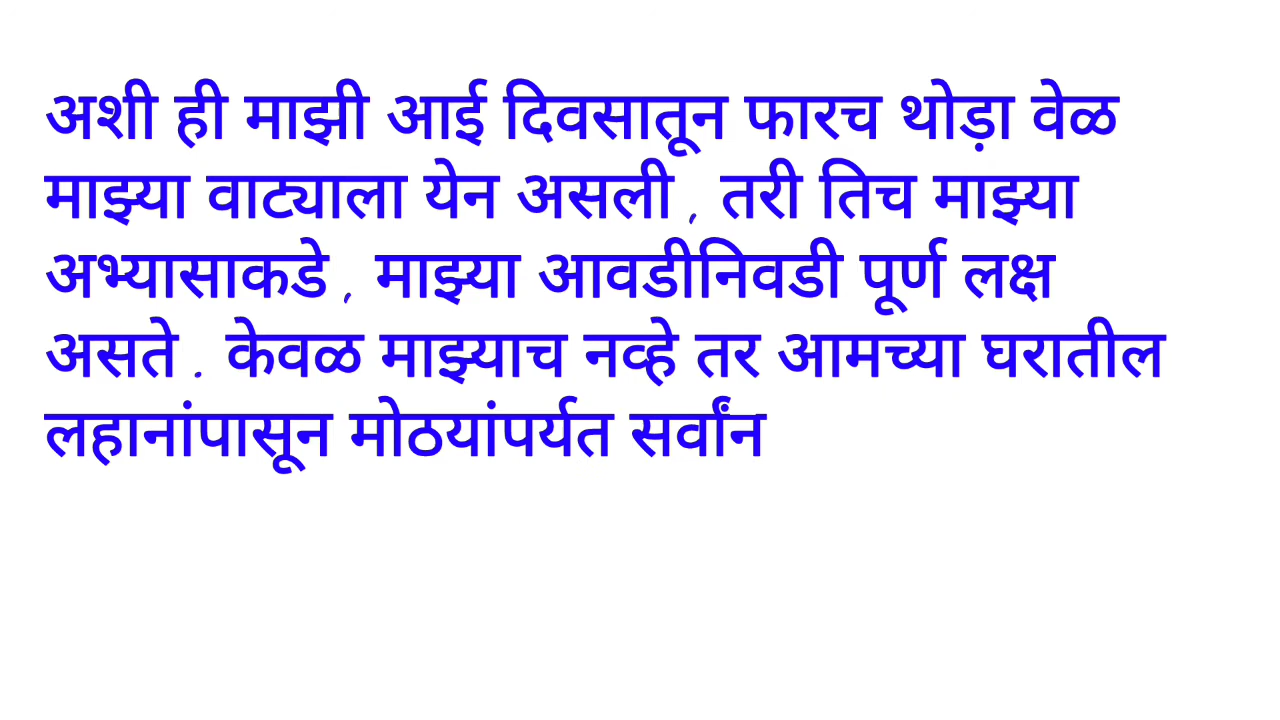 अशी ही माझी आई दिवसातून फारच थोडा वेळ
माझ्या वाट्याला येन असली , तरी तिच माझ्या
अभ्यासाकडे , माझ्या आवडीनिवडी पूर्ण लक्ष
असते . केवळ माझ्याच नव्हे तर आमच्या घरातील
लहानांपासून मोठयांपर्यत सर्वांन